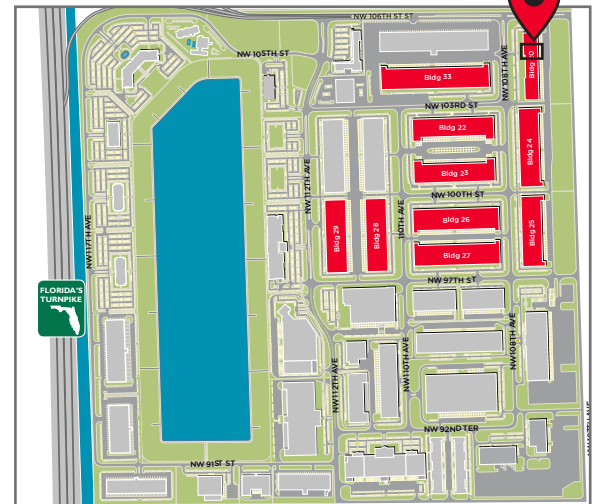 NW 106TH ST ST
NW 105TH ST
NW 108TH AVE
Bldg 33
NW 103RD ST
Bldg 22
Bldg 24
Bldg 23
NW 112TH AVE
NW 100TH ST
110TH AVE
NW 117TH AVE
Bldg 29
Bldg 28
Bldg 26
Bldg 25
Bldg 27
NW 97TH ST
FLORIDA'S
TURNPIKE
NW 108TH AVE
NW 112TH AVE
NW 110TH AVE
NW 92ND TER
NW 91ST ST